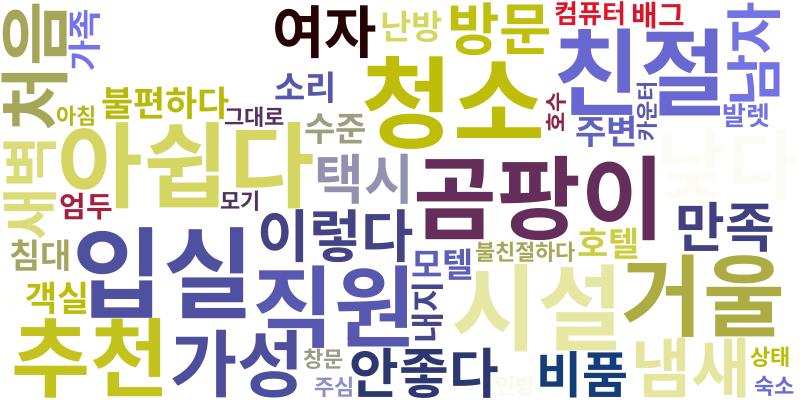 처음
가족
여자
난방
방문
컴퓨터
배그
친절
남자
소리
청소
불편하다
아침
그대로
수준
호수
주변
카운터
발렛
새벽
아쉽다
택시
곰팡이
낮다
엄두
모기
이렇다
만족
침대
입실
직원
모텔
불친절하다
호텔
객실
내지
시설
거울
추천
가성
창문
주심
안좋다
인방
비품
냄새
상태
숙소